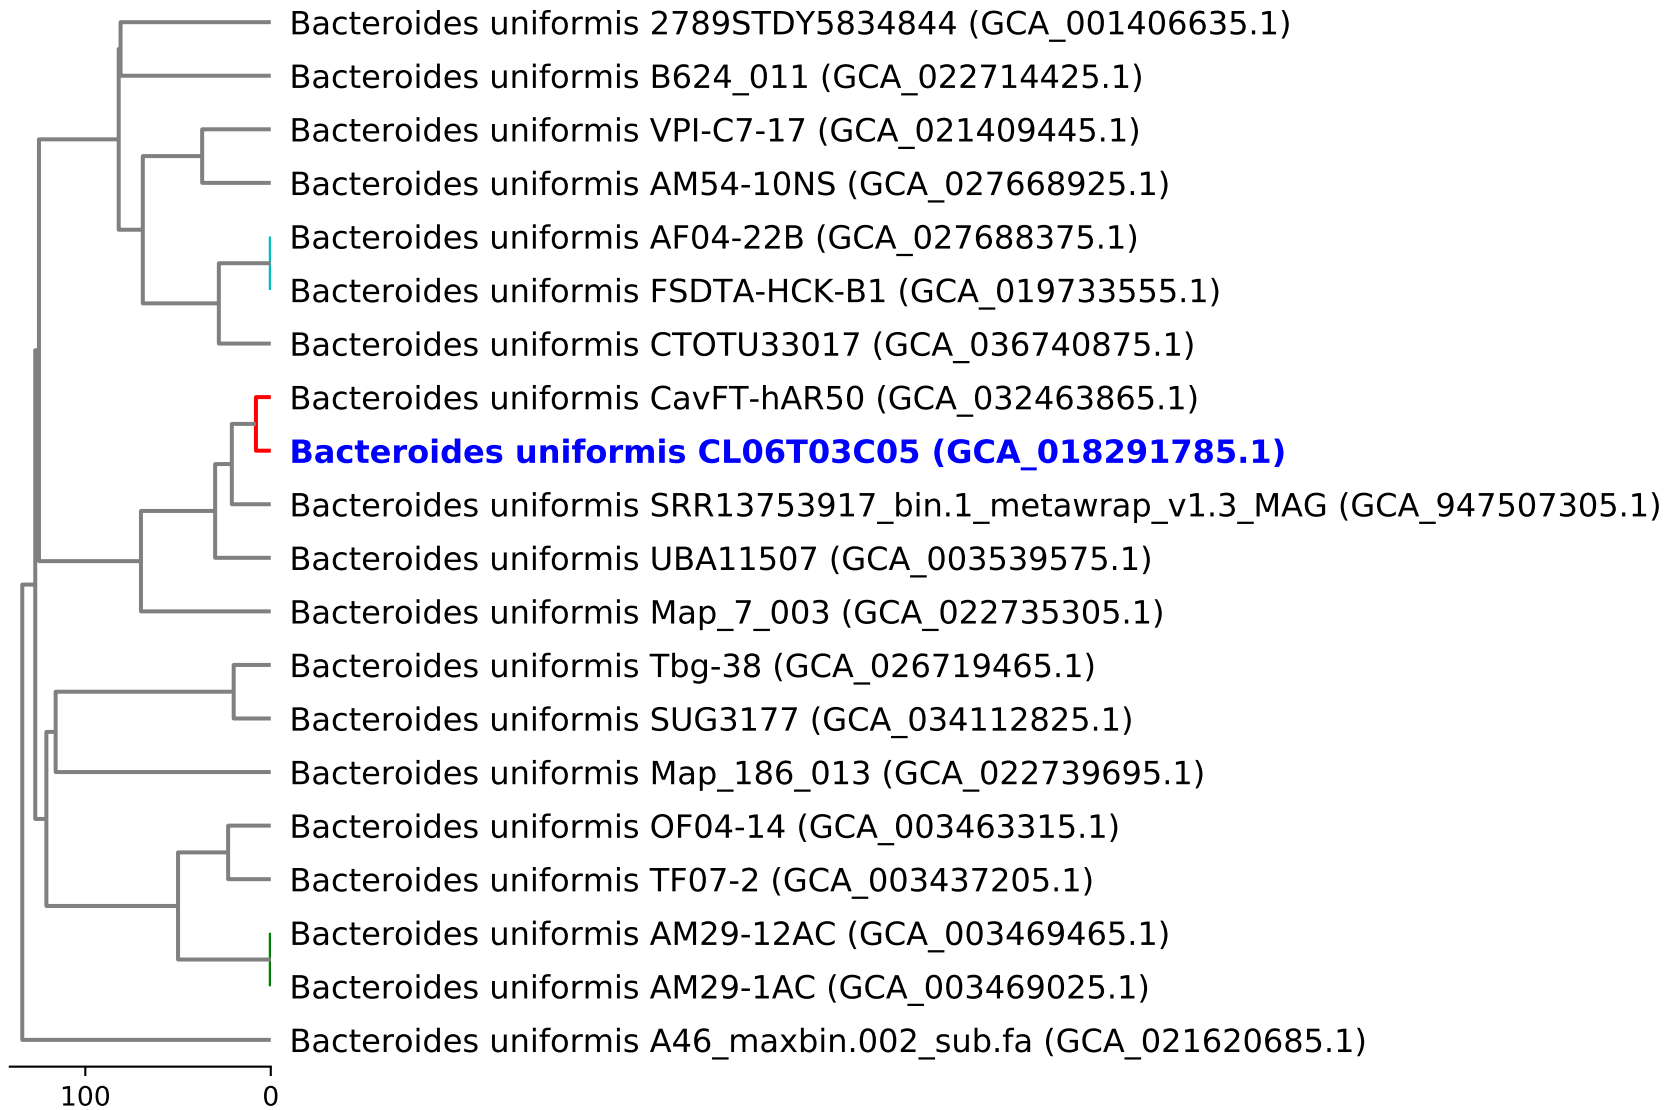 Bacteroides uniformis 2789STDY5834844 (GCA_001406635.1)
Bacteroides uniformis B624_011 (GCA_022714425.1)
Bacteroides uniformis VPI-C7-17 (GCA_021409445.1)
Bacteroides uniformis AM54-10NS (GCA_027668925.1)
Bacteroides uniformis AF04-22B (GCA_027688375.1)
Bacteroides uniformis FSDTA-HCK-B1 (GCA_019733555.1)
Bacteroides uniformis CTOTU33017 (GCA_036740875.1)
Bacteroides uniformis CavFT-hAR50 (GCA_032463865.1)
Bacteroides uniformis CL06T03C05 (GCA_018291785.1)
Bacteroides uniformis SRR13753917_bin.1_metawrap_v1.3_MAG (GCA_947507305.1)
Bacteroides uniformis UBA11507 (GCA_003539575.1)
Bacteroides uniformis Map_7_003 (GCA_022735305.1)
Bacteroides uniformis Tbg-38 (GCA_026719465.1)
Bacteroides uniformis SUG3177 (GCA_034112825.1)
Bacteroides uniformis Map_186_013 (GCA_022739695.1)
Bacteroides uniformis OF04-14 (GCA_003463315.1)
Bacteroides uniformis TF07-2 (GCA_003437205.1)
Bacteroides uniformis AM29-12AC (GCA_003469465.1)
Bacteroides uniformis AM29-1AC (GCA_003469025.1)
Bacteroides uniformis A46_maxbin.002_sub.fa (GCA_021620685.1)
100 0